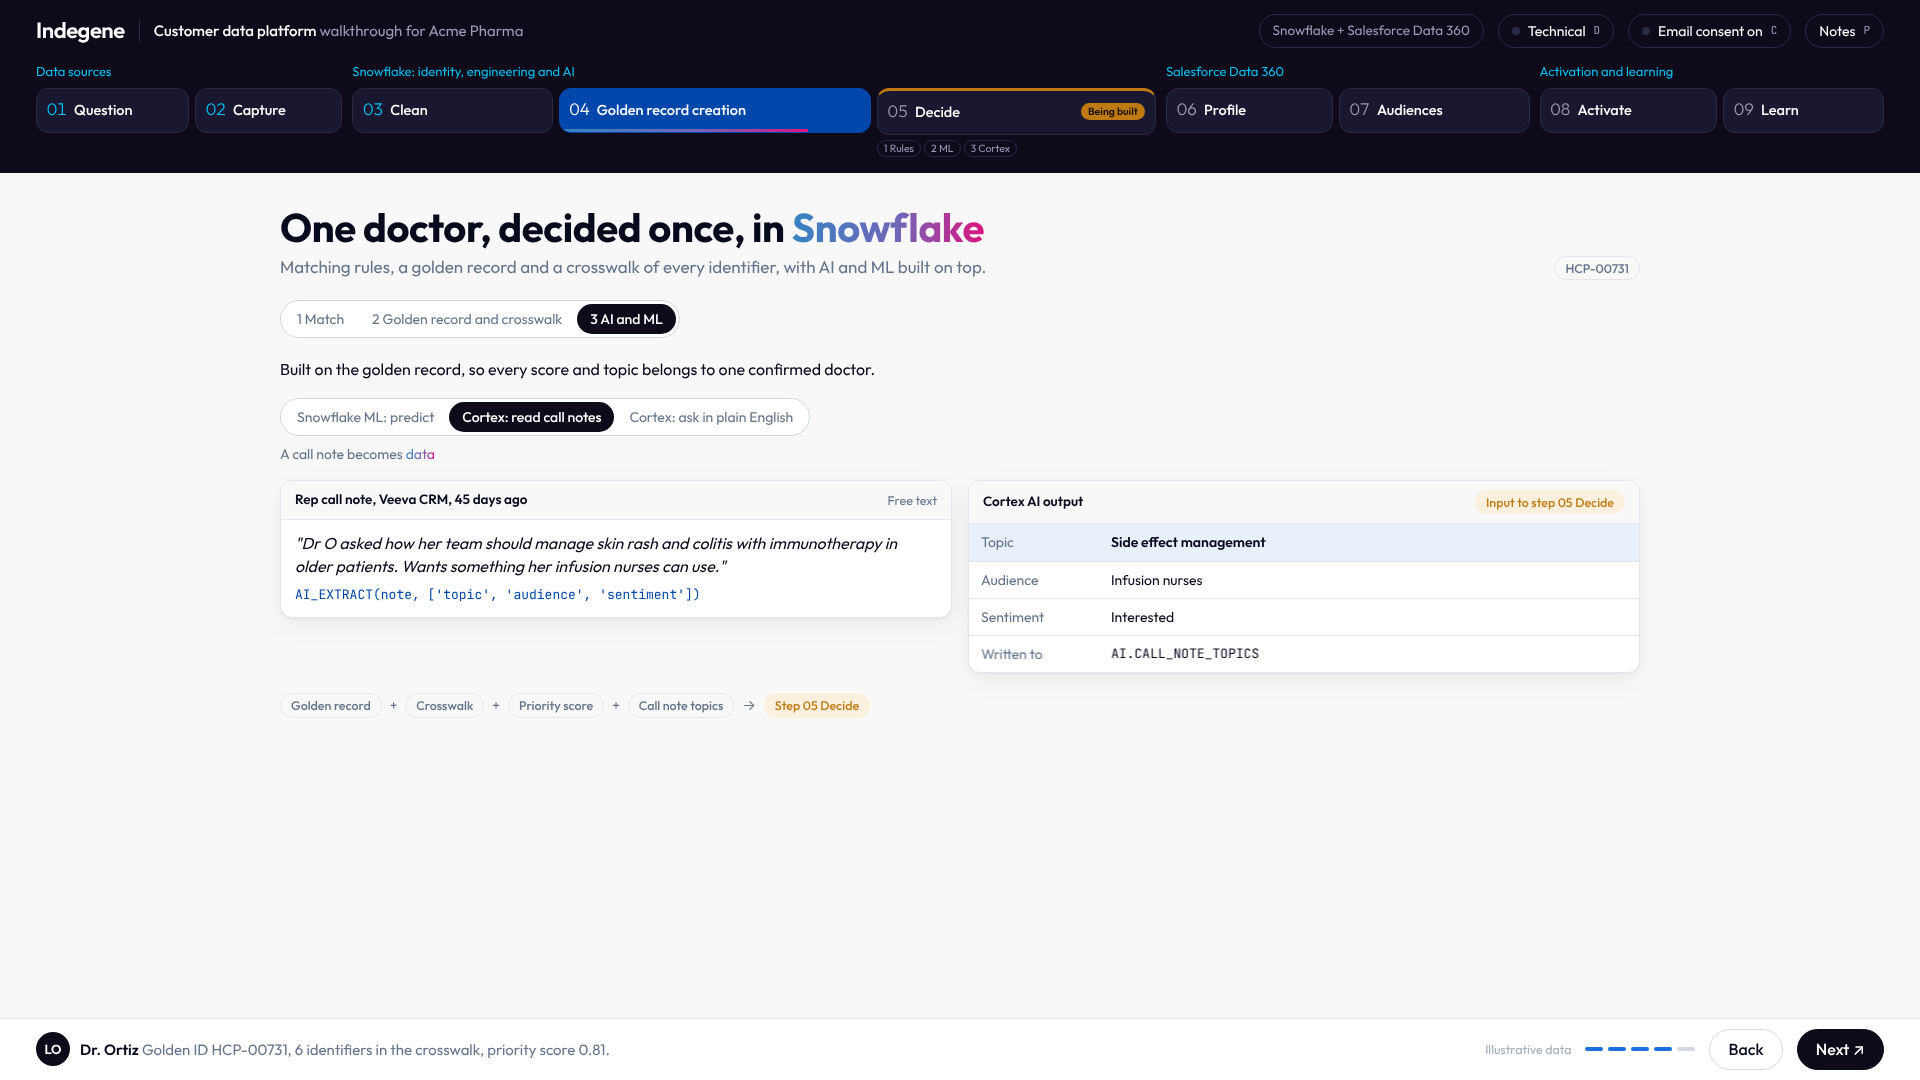 Indegene
Customer data platform walkthrough for Acme Pharma
Snowflake + Salesforce Data 360
Technical D
Email consent on C
Notes P
Data sources
Snowflake: identity, engineering and AI
Salesforce Data 360
Activation and learning
01 Question
02 Capture
03 Clean
04 Golden record creation
05 Decide
Being built
06 Profile
07 Audiences
08 Activate
09 Learn
1 Rules
2 ML
3 Cortex
One doctor, decided once, in Snowflake
Matching rules, a golden record and a crosswalk of every identifier, with AI and ML built on top.
HCP-00731
1 Match
2 Golden record and crosswalk
3 AI and ML
Built on the golden record, so every score and topic belongs to one confirmed doctor.
Snowflake ML: predict
Cortex: read call notes
Cortex: ask in plain English
A call note becomes data
Rep call note, Veeva CRM, 45 days ago
Free text
"Dr O asked how her team should manage skin rash and colitis with immunotherapy in
older patients. Wants something her infusion nurses can use."
AI_EXTRACT(note, ['topic', 'audience', 'sentiment'])
Cortex AI output
Input to step 05 Decide
Topic Side effect management
Audience Infusion nurses
Sentiment Interested
Written to AI.CALL_NOTE_TOPICS
Golden record + Crosswalk + Priority score + Call note topics → Step 05 Decide
LO
Dr. Ortiz Golden ID HCP-00731, 6 identifiers in the crosswalk, priority score 0.81.
Illustrative data
Back
Next ↗